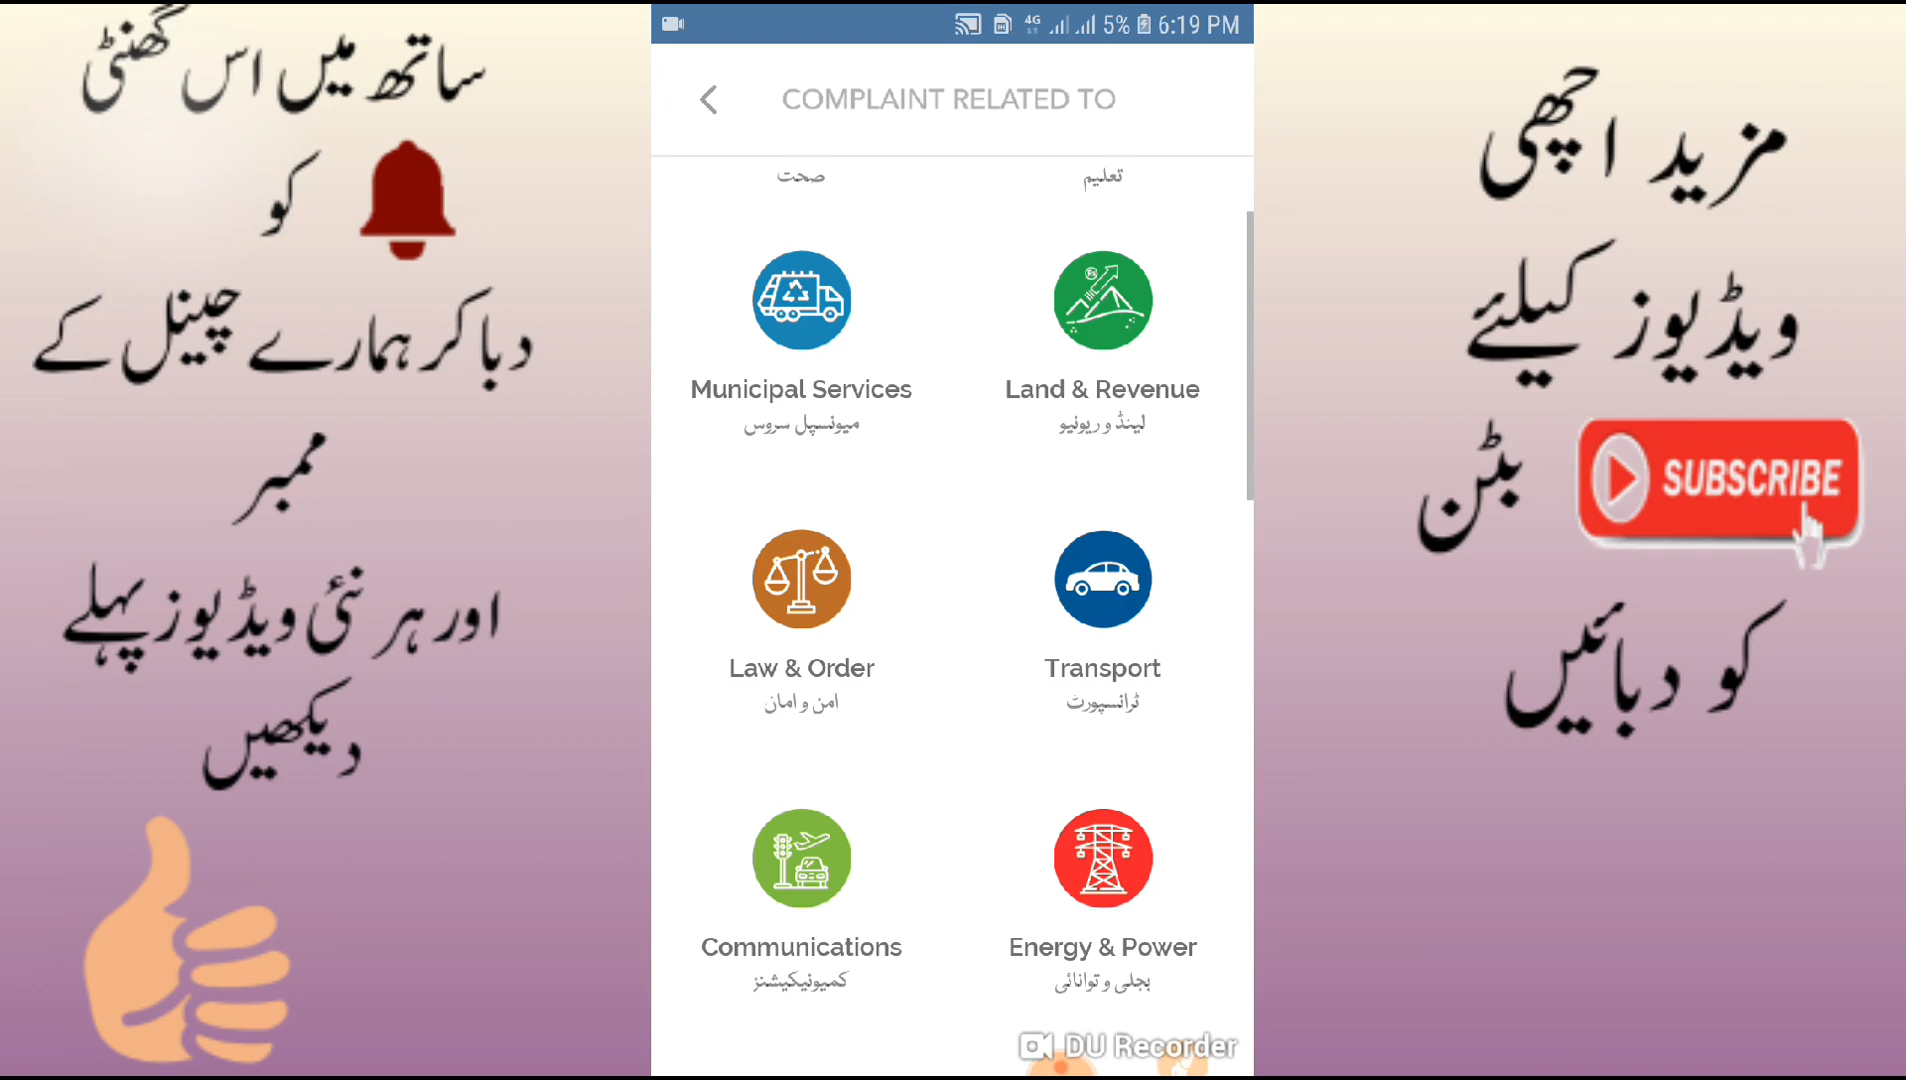 ساتھ میں اس گھنٹی
کو
دبا کر ہمارے چینل کے
ممبر
اور ہر نئی ویڈیوز پہلے
دیکھیں
4G 5% 6:19 PM
COMPLAINT RELATED TO
صحت
تعلیم
Municipal Services
میونسپل سروس
Land & Revenue
لینڈ و ریونیو
Law & Order
امن و امان
Transport
ٹرانسپورٹ
Communications
کمیونیکیشنز
Energy & Power
بجلی و توانائی
DU Recorder
مزید اچھی
ویڈیوز کیلئے
بٹن
SUBSCRIBE
کو دبائیں